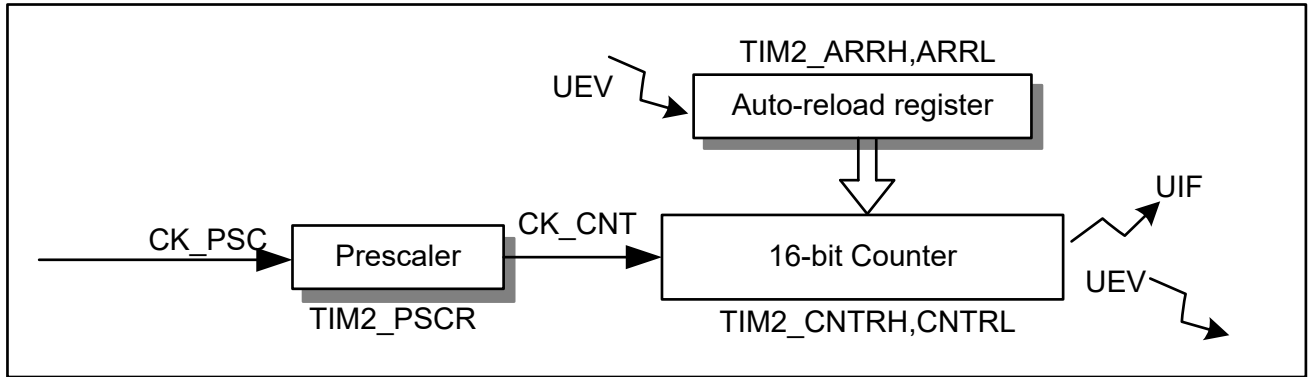 TIM2_ARRH,ARRL
UEV
Auto-reload register
UIF
CK_PSC
CK_CNT
Prescaler
16-bit Counter
UEV
TIM2_PSCR
TIM2_CNTRH,CNTRL